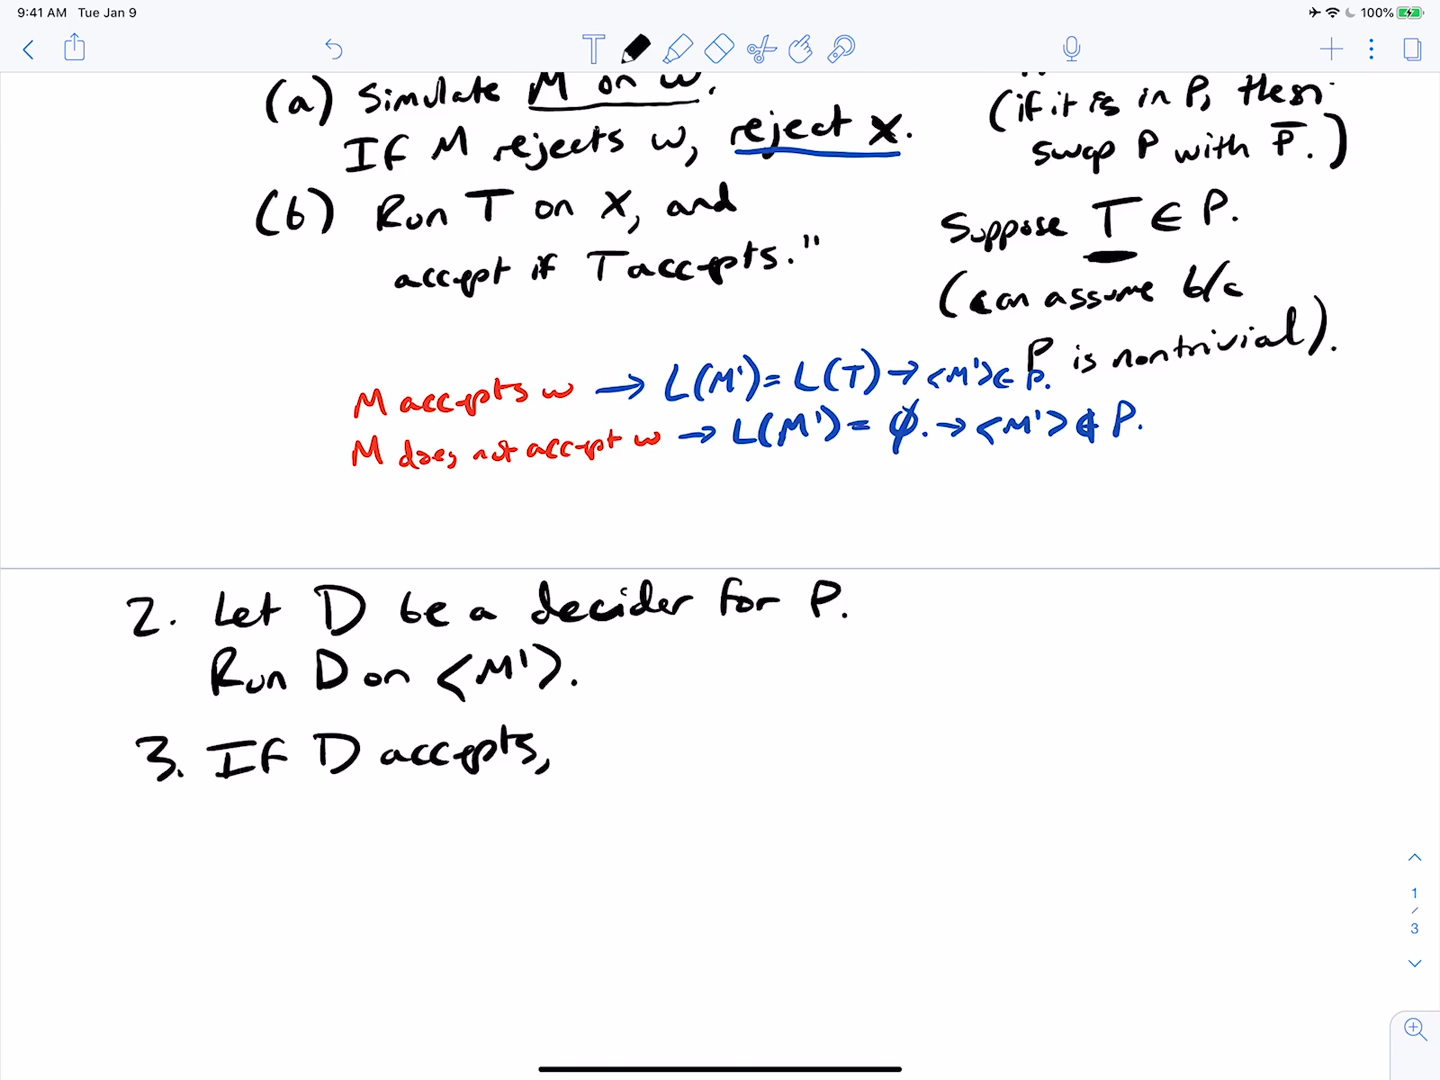 9:41 AM Tue Jan 9
100%
(a) Simulate M on w.
If M rejects w, reject x.
(b) Run T on x, and
accept if T accepts."
(if it is in P, then
swap P with P̅.)
Suppose T ∈ P.
(can assume b/c
P is nontrivial).
M accepts w → L(M') = L(T) → <M'> ∈ P.
M does not accept w → L(M') = ∅. → <M'> ∉ P.
2. Let D be a decider for P.
Run D on <M'>.
3. If D accepts,
1
/
3